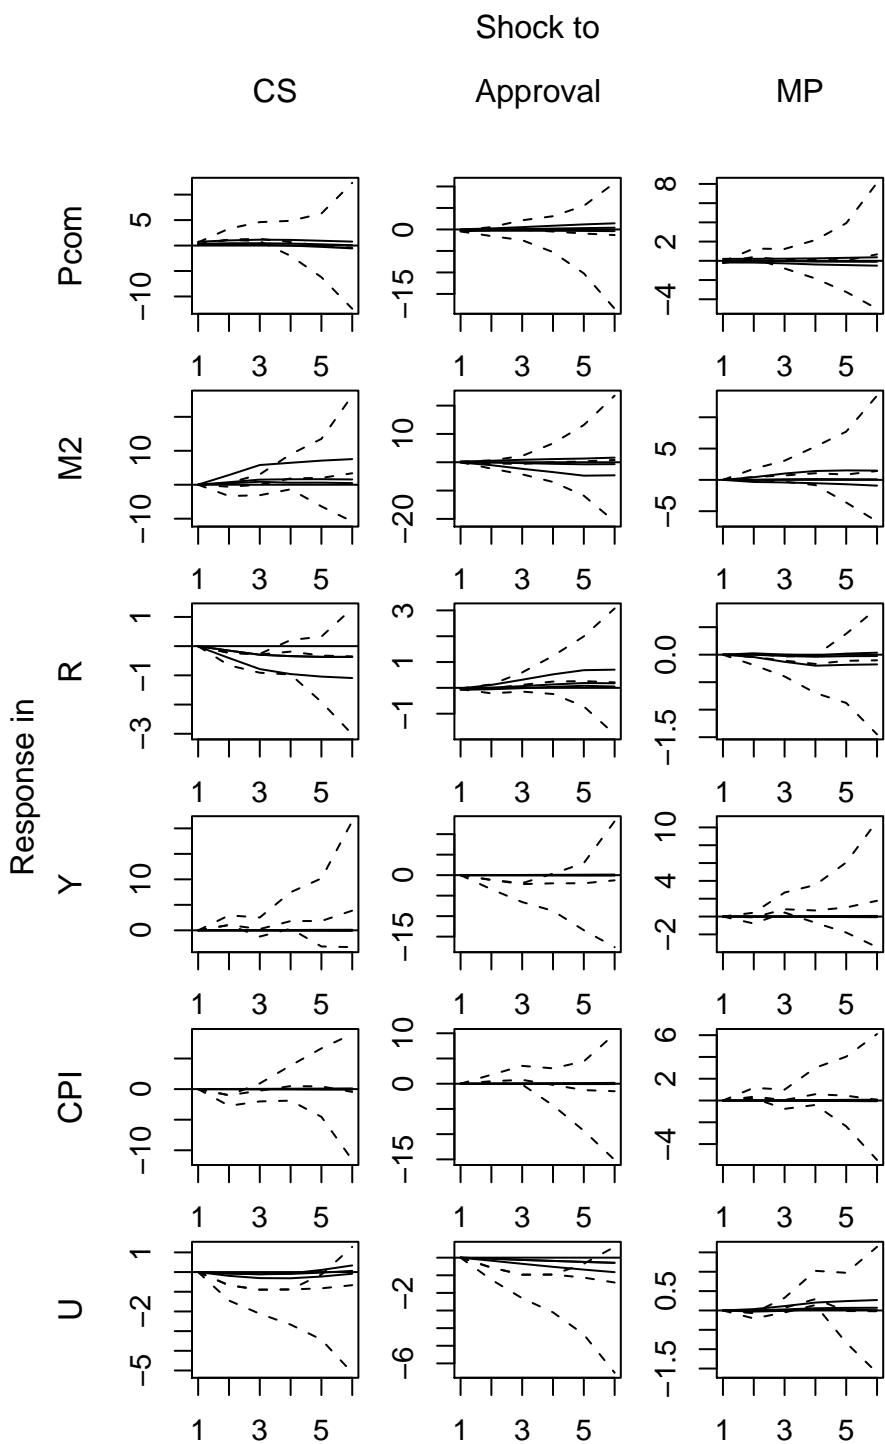 Shock to
CS Approval MP
Response in
Pcom
−10 5
−15 0
−4 2 8
1 3 5 1 3 5 1 3 5
M2
−10 10
−20 10
−5 5
1 3 5 1 3 5 1 3 5
R
−3 −1 1
−1 1 3
−1.5 0.0
1 3 5 1 3 5 1 3 5
Y
0 10
−15 0
−2 4 10
1 3 5 1 3 5 1 3 5
CPI
−10 0
−15 0 10
−4 2 6
1 3 5 1 3 5 1 3 5
U
−5 −2 1
−6 −2
−1.5 0.5
1 3 5 1 3 5 1 3 5